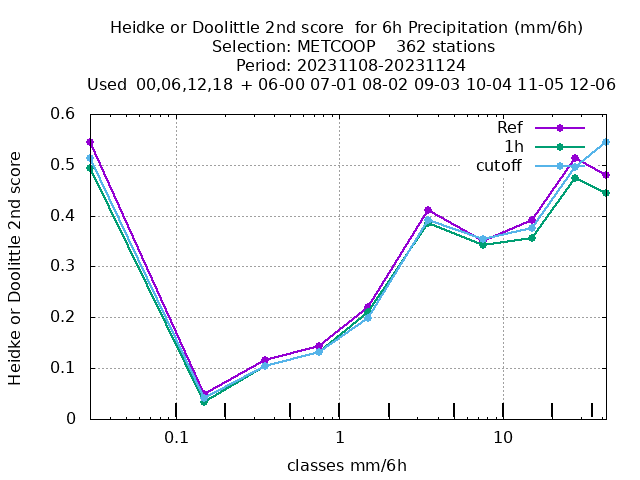 Heidke or Doolittle 2nd score  for 6h Precipitation (mm/6h)
Selection: METCOOP    362 stations
Period: 20231108-20231124
Used  00,06,12,18  + 06-00 07-01 08-02 09-03 10-04 11-05 12-06
Heidke or Doolittle 2nd score
0.6
0.5
0.4
0.3
0.2
0.1
0
Ref
1h
cutoff
0.1 1 10
classes mm/6h